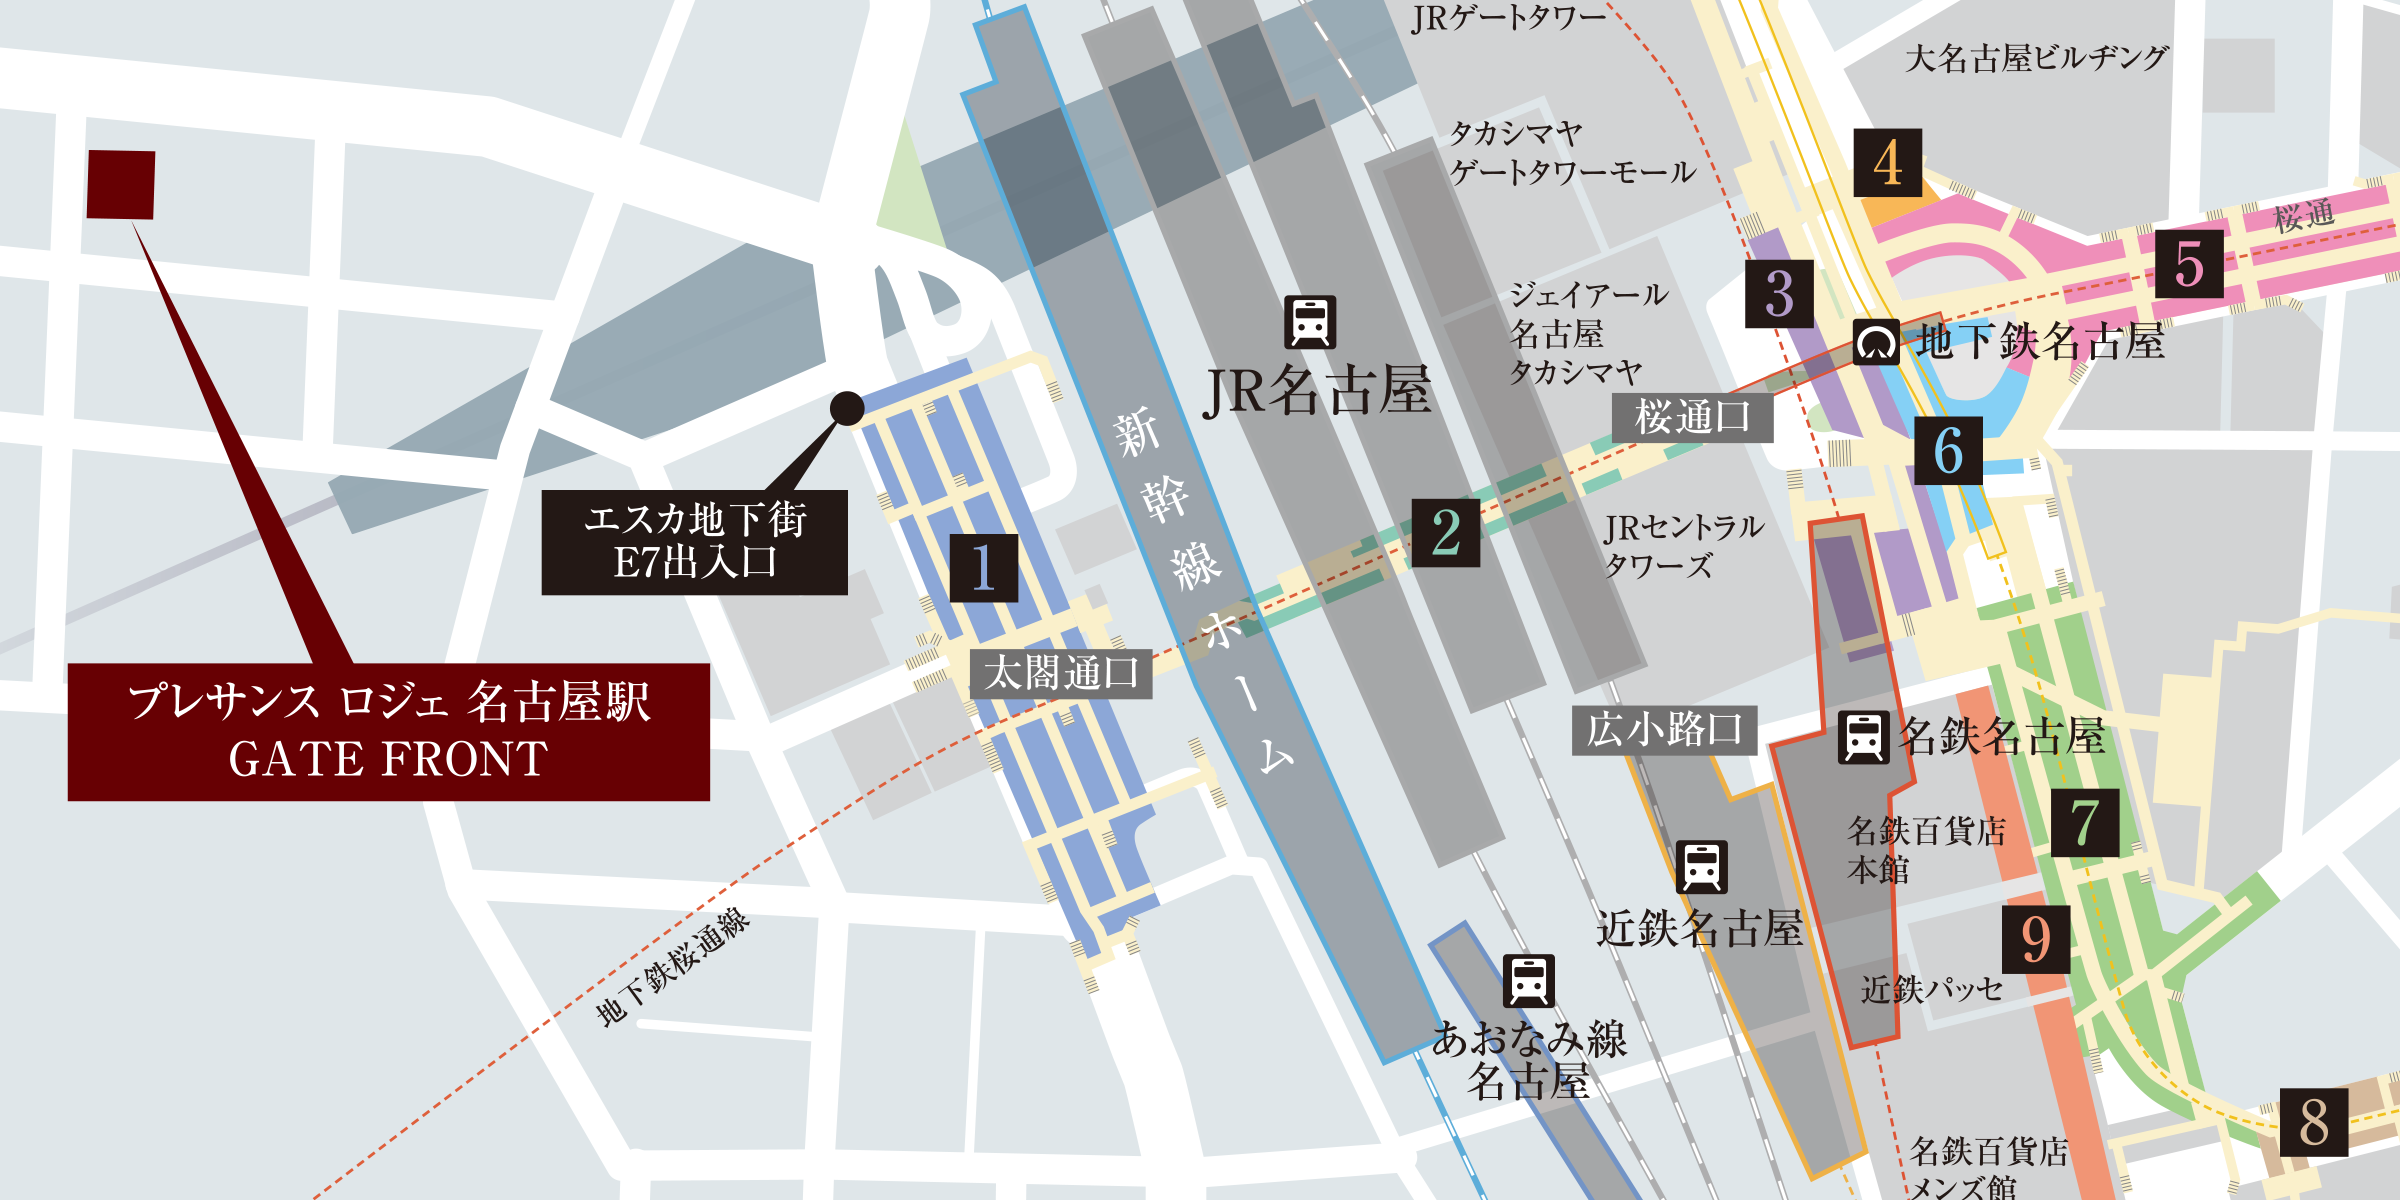 JRゲートタワー
大名古屋ビルヂング
タカシマヤ
ゲートタワーモール
4
桜通
5
3
ジェイアール
名古屋
タカシマヤ
地下鉄名古屋
JR名古屋
桜通口
新幹線ホーム
6
エスカ地下街
E7出入口
1
2
JRセントラル
タワーズ
太閤通口
プレサンス ロジェ 名古屋駅
GATE FRONT
広小路口
名鉄名古屋
7
名鉄百貨店
本館
近鉄名古屋
9
地下鉄桜通線
近鉄パッセ
あおなみ線
名古屋
8
名鉄百貨店
メンズ館